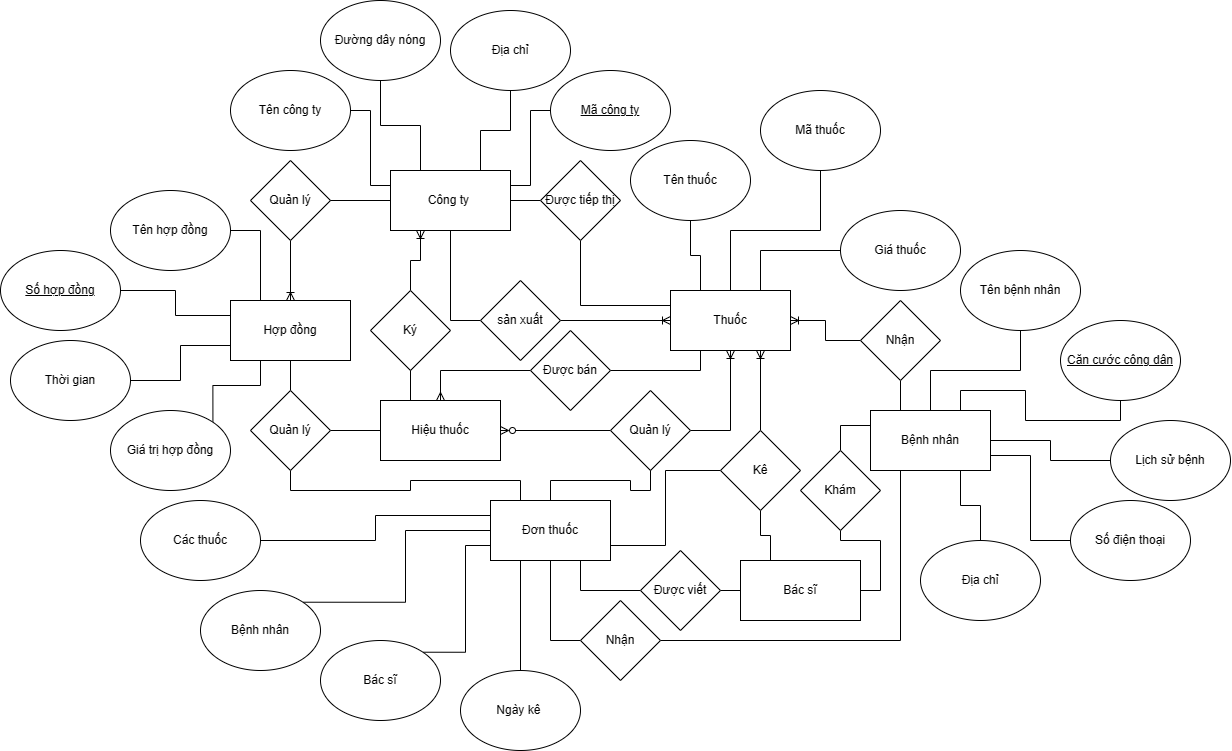 Đường dây nóng
Địa chỉ
Tên công ty
Mã công ty
Mã thuốc
Tên thuốc
Quản lý
Công ty
Được tiếp thị
Tên hợp đồng
Giá thuốc
Số hợp đồng
Tên bệnh nhân
Hợp đồng
Ký
sản xuất
Thuốc
Nhận
Căn cước công dân
Thời gian
Được bán
Quản lý
Hiệu thuốc
Quản lý
Bệnh nhân
Giá trị hợp đồng
Lịch sử bệnh
Kê
Khám
Các thuốc
Đơn thuốc
Số điện thoại
Địa chỉ
Được viết
Bác sĩ
Bệnh nhân
Nhận
Bác sĩ
Ngày kê